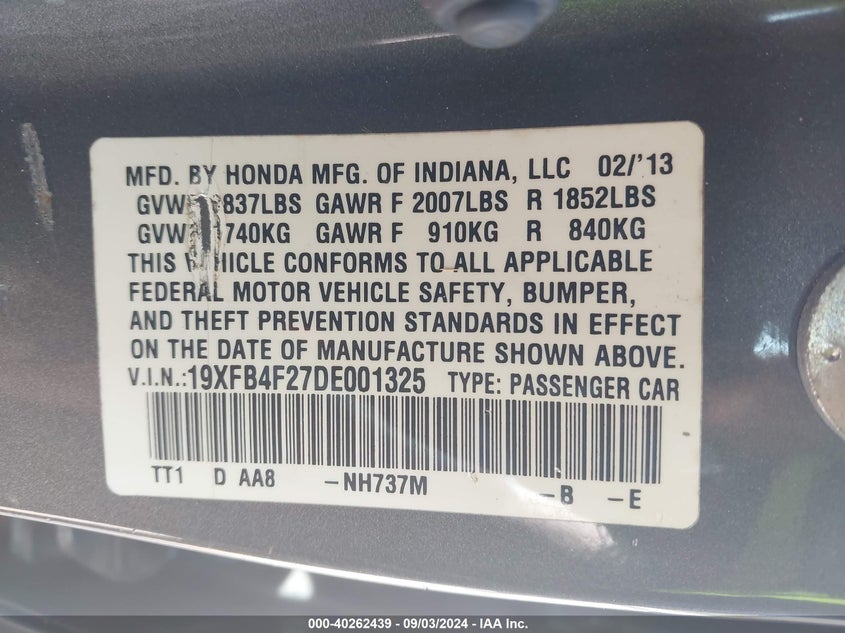 MFD. BY HONDA MFG. OF INDIANA, LLC 02/'13
837LBS GAWR F 2007LBS R 1852LBS
740KG GAWR F 910KG R 840KG
THIS VEHICLE CONFORMS TO ALL APPLICABLE
FEDERAL MOTOR VEHICLE SAFETY, BUMPER,
AND THEFT PREVENTION STANDARDS IN EFFECT
ON THE DATE OF MANUFACTURE SHOWN ABOVE.
V.I.N.:19XFB4F27DE001325 TYPE: PASSENGER CAR
TT1 D AA8 -NH737M -B -E
000-40262439 - 09/03/2024 - IAA Inc.